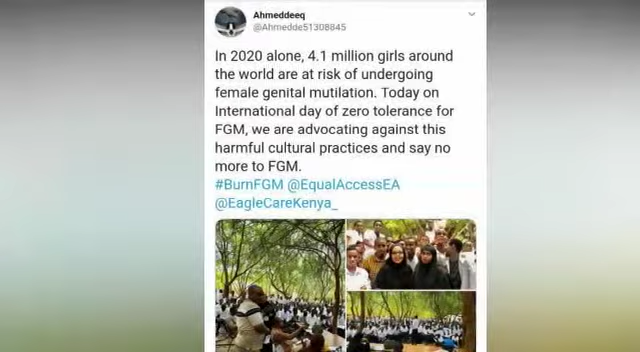 Ahmeddeeq
@Ahmedde51308845
In 2020 alone, 4.1 million girls around
the world are at risk of undergoing
female genital mutilation. Today on
International day of zero tolerance for
FGM, we are advocating against this
harmful cultural practices and say no
more to FGM.
#BurnFGM @EqualAccessEA
@EagleCareKenya_